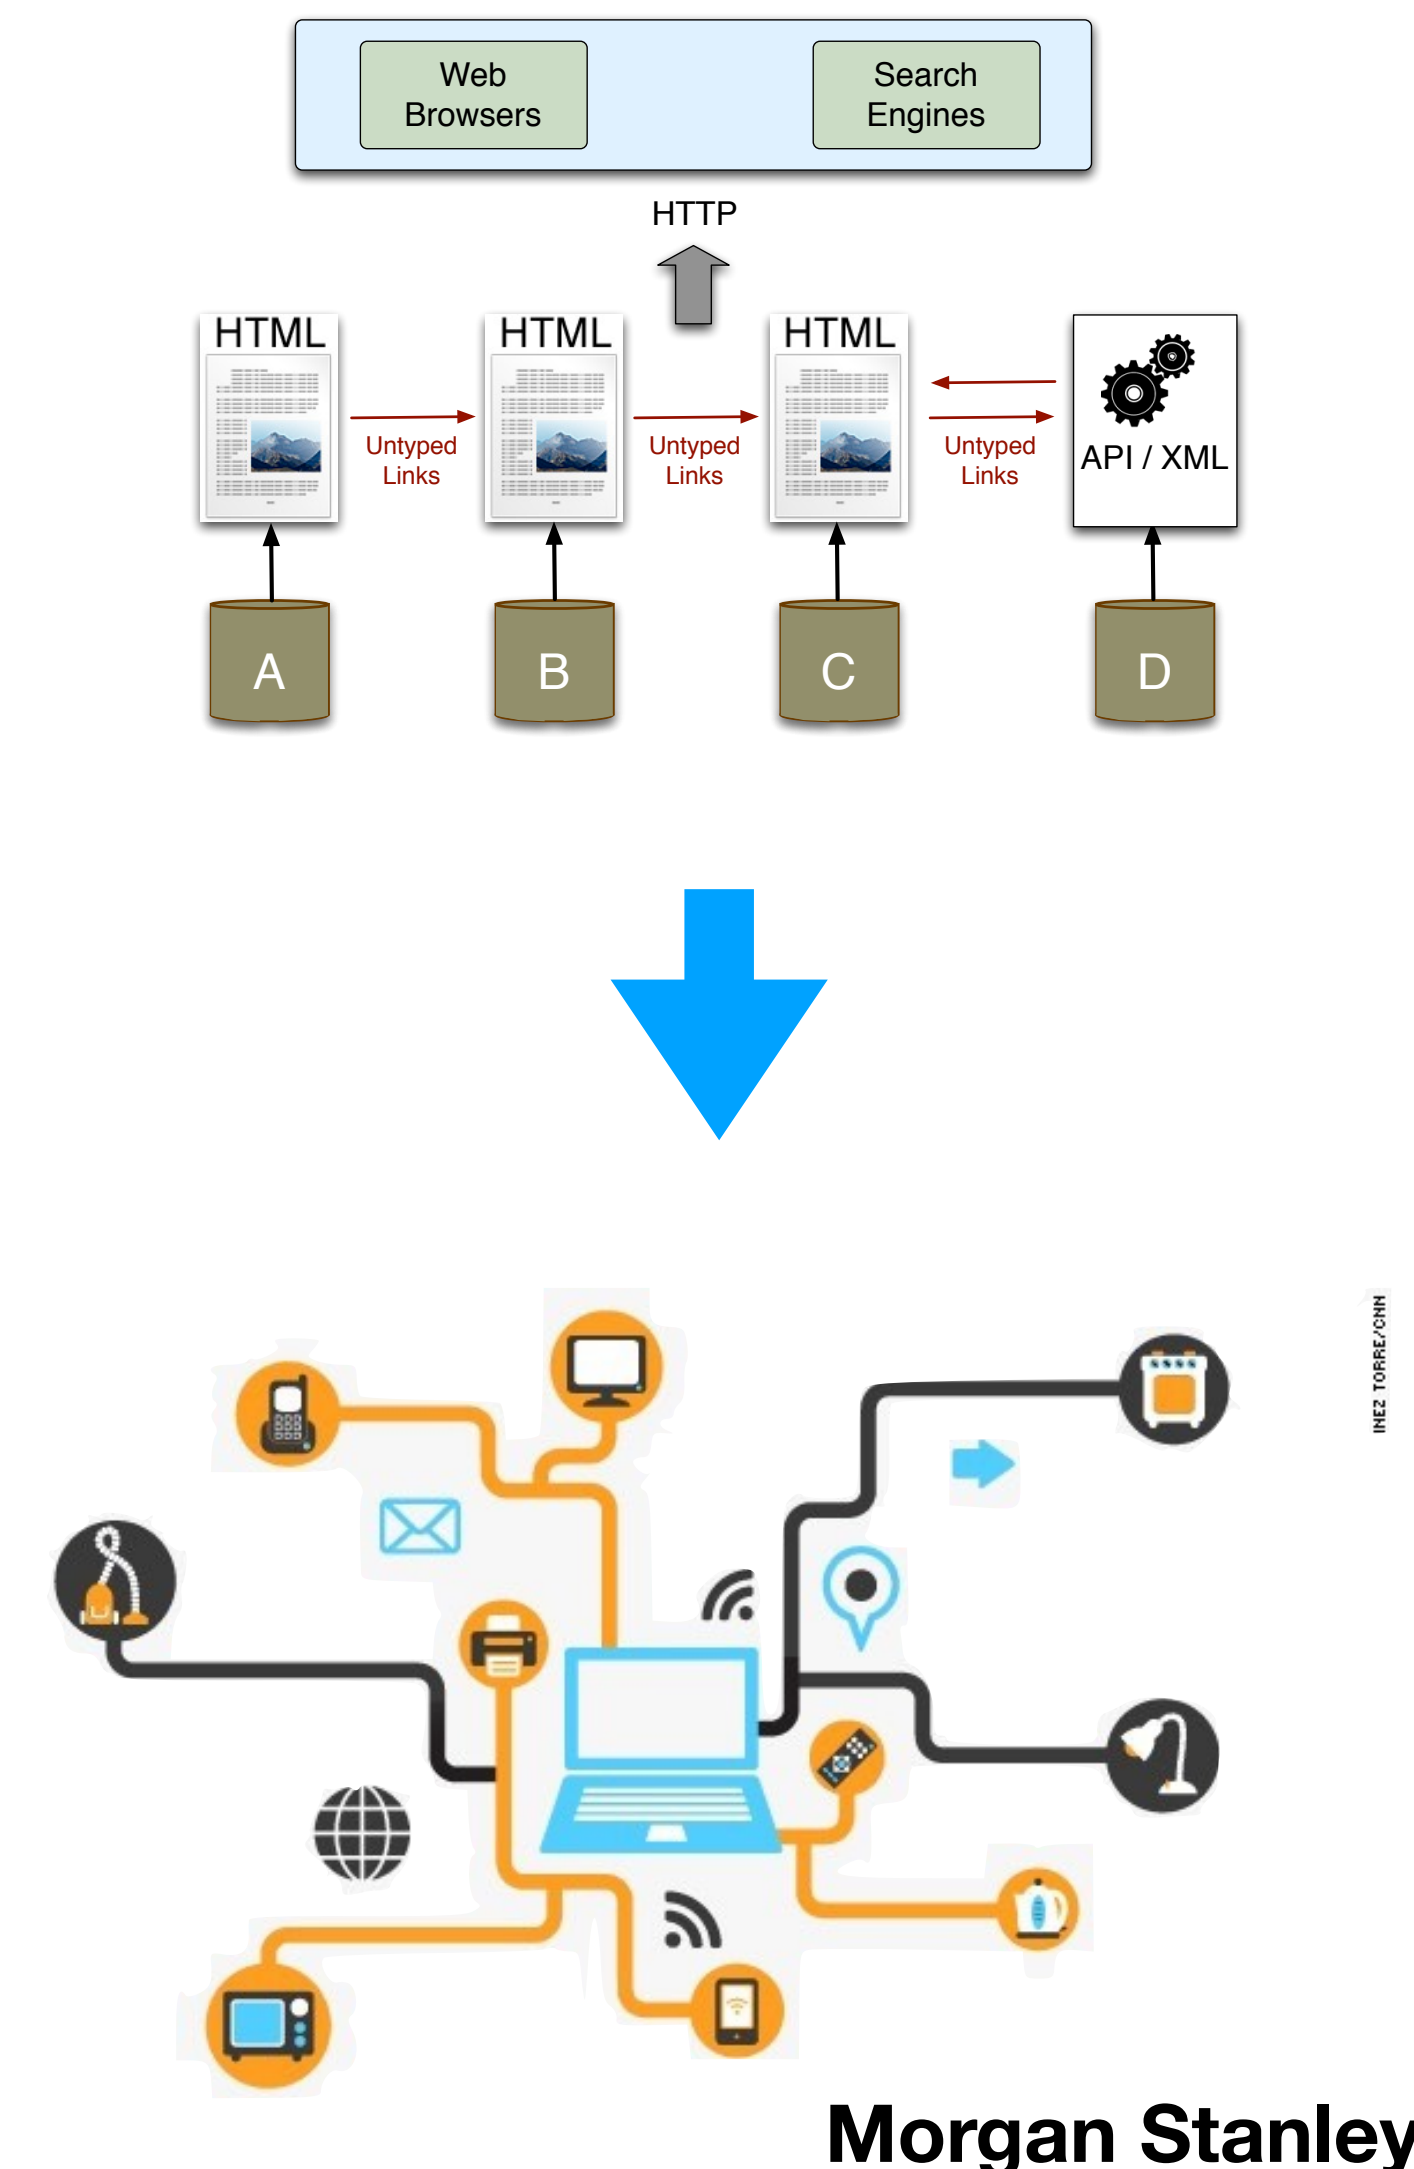 Web
Browsers
Search
Engines
HTTP
HTML
HTML
HTML
Untyped
Links
Untyped
Links
Untyped
Links
API / XML
A
B
C
D
INEZ TORRE/CNN
Morgan Stanley